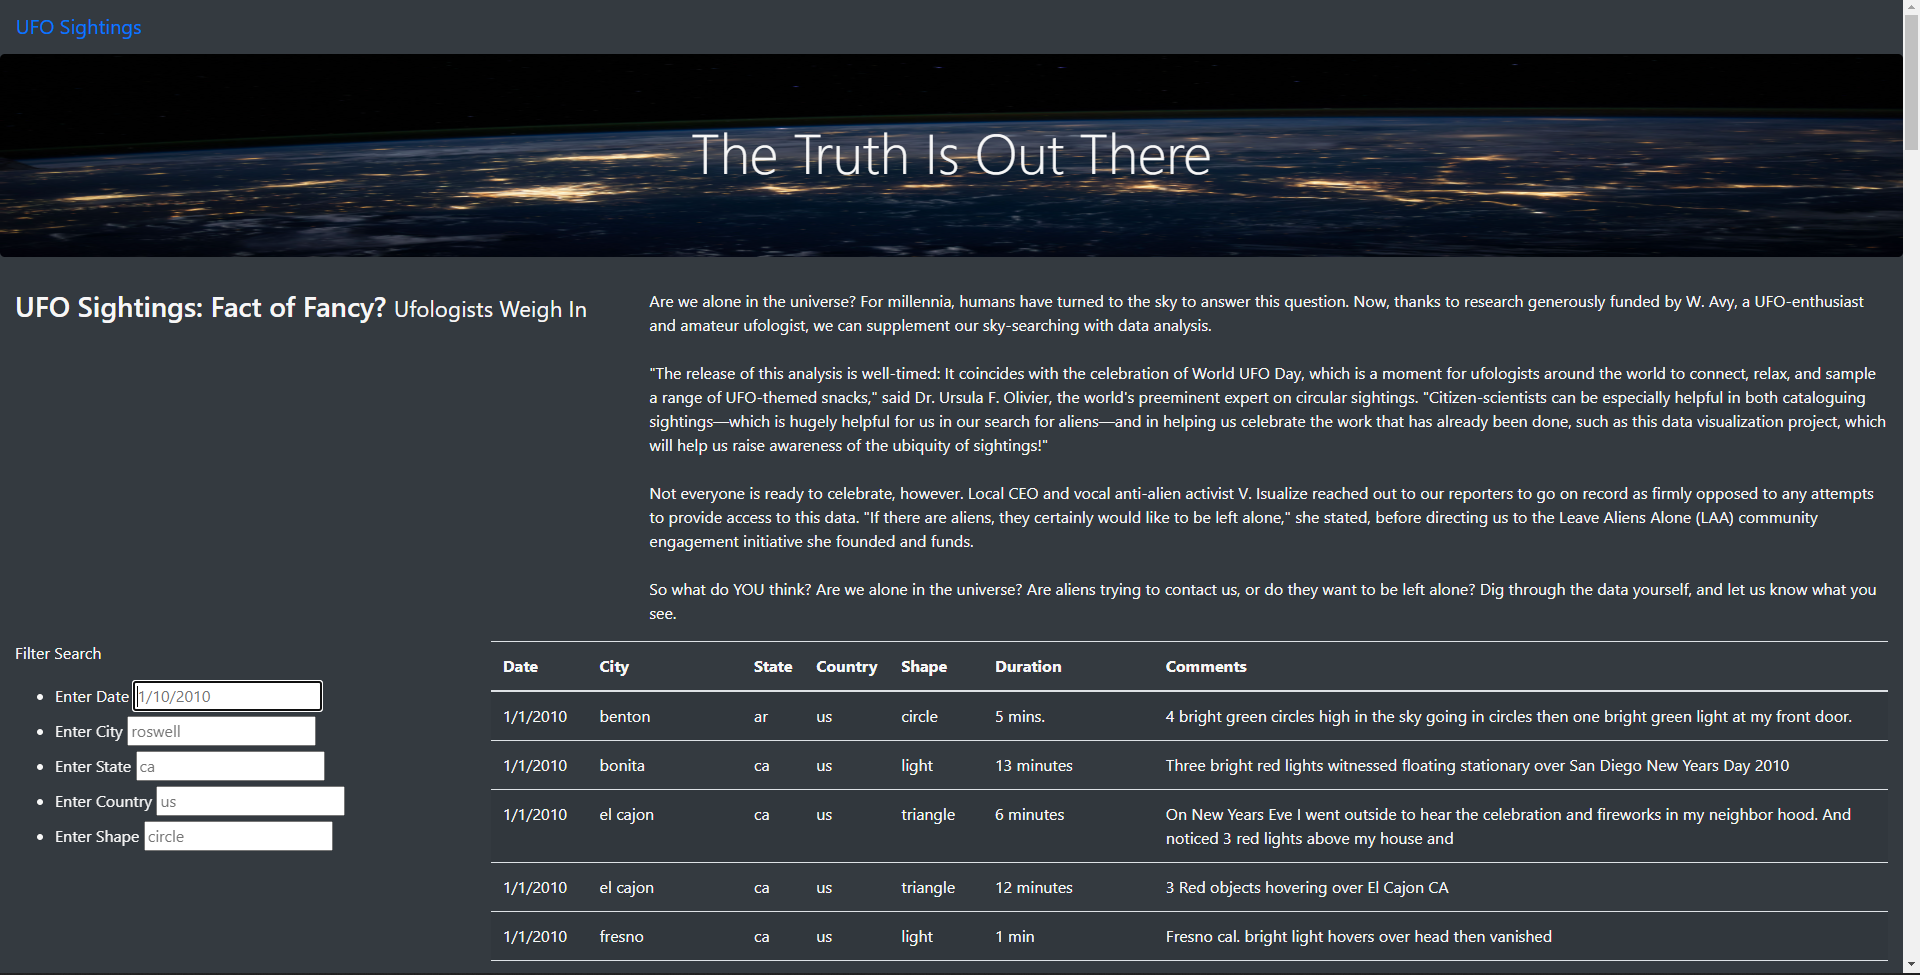 UFO Sightings
The Truth Is Out There
UFO Sightings: Fact of Fancy? Ufologists Weigh In
Are we alone in the universe? For millennia, humans have turned to the sky to answer this question. Now, thanks to research generously funded by W. Avy, a UFO-enthusiast
and amateur ufologist, we can supplement our sky-searching with data analysis.
"The release of this analysis is well-timed: It coincides with the celebration of World UFO Day, which is a moment for ufologists around the world to connect, relax, and sample
a range of UFO-themed snacks," said Dr. Ursula F. Olivier, the world's preeminent expert on circular sightings. "Citizen-scientists can be especially helpful in both cataloguing
sightings—which is hugely helpful for us in our search for aliens—and in helping us celebrate the work that has already been done, such as this data visualization project, which
will help us raise awareness of the ubiquity of sightings!"
Not everyone is ready to celebrate, however. Local CEO and vocal anti-alien activist V. Isualize reached out to our reporters to go on record as firmly opposed to any attempts
to provide access to this data. "If there are aliens, they certainly would like to be left alone," she stated, before directing us to the Leave Aliens Alone (LAA) community
engagement initiative she founded and funds.
So what do YOU think? Are we alone in the universe? Are aliens trying to contact us, or do they want to be left alone? Dig through the data yourself, and let us know what you
see.
Filter Search
Enter Date 1/10/2010
Enter City roswell
Enter State ca
Enter Country us
Enter Shape circle
Date City State Country Shape Duration Comments
1/1/2010 benton ar us circle 5 mins. 4 bright green circles high in the sky going in circles then one bright green light at my front door.
1/1/2010 bonita ca us light 13 minutes Three bright red lights witnessed floating stationary over San Diego New Years Day 2010
1/1/2010 el cajon ca us triangle 6 minutes On New Years Eve I went outside to hear the celebration and fireworks in my neighbor hood. And
noticed 3 red lights above my house and
1/1/2010 el cajon ca us triangle 12 minutes 3 Red objects hovering over El Cajon CA
1/1/2010 fresno ca us light 1 min Fresno cal. bright light hovers over head then vanished